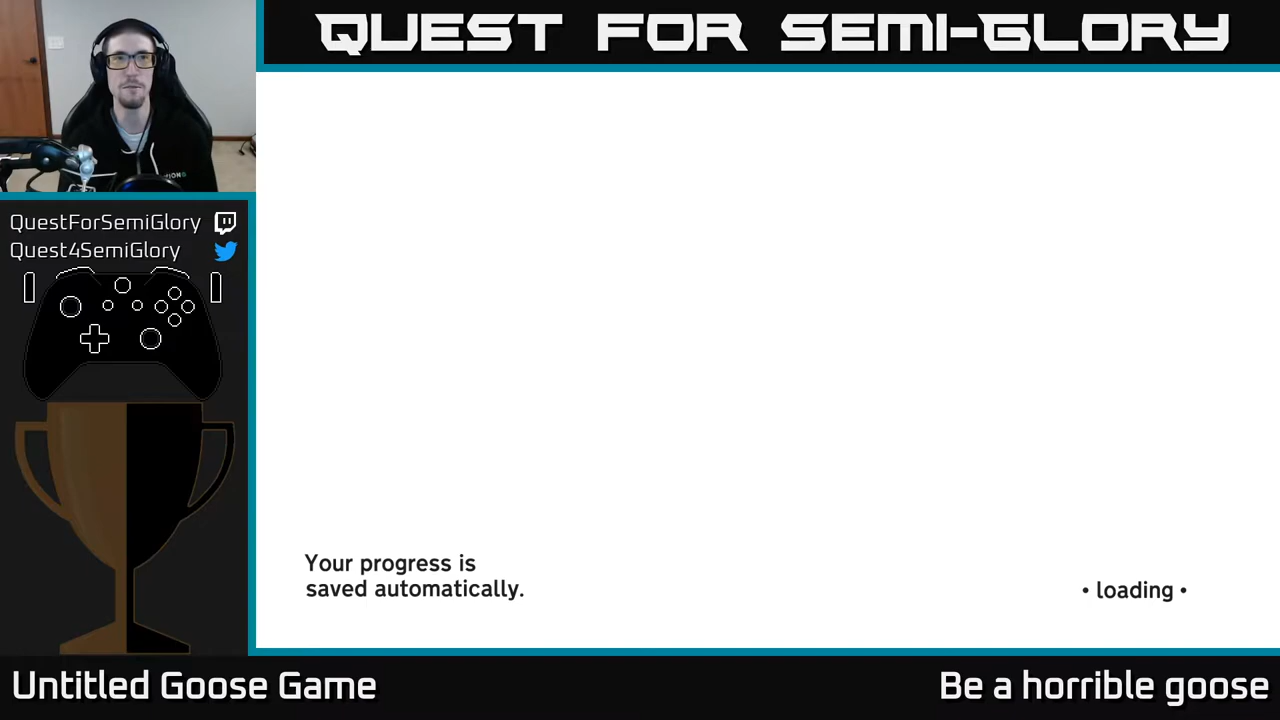 QUEST FOR SEMI-GLORY
QuestForSemiGlory
Quest4SemiGlory
Your progress is
saved automatically.
• loading •
Untitled Goose Game
Be a horrible goose